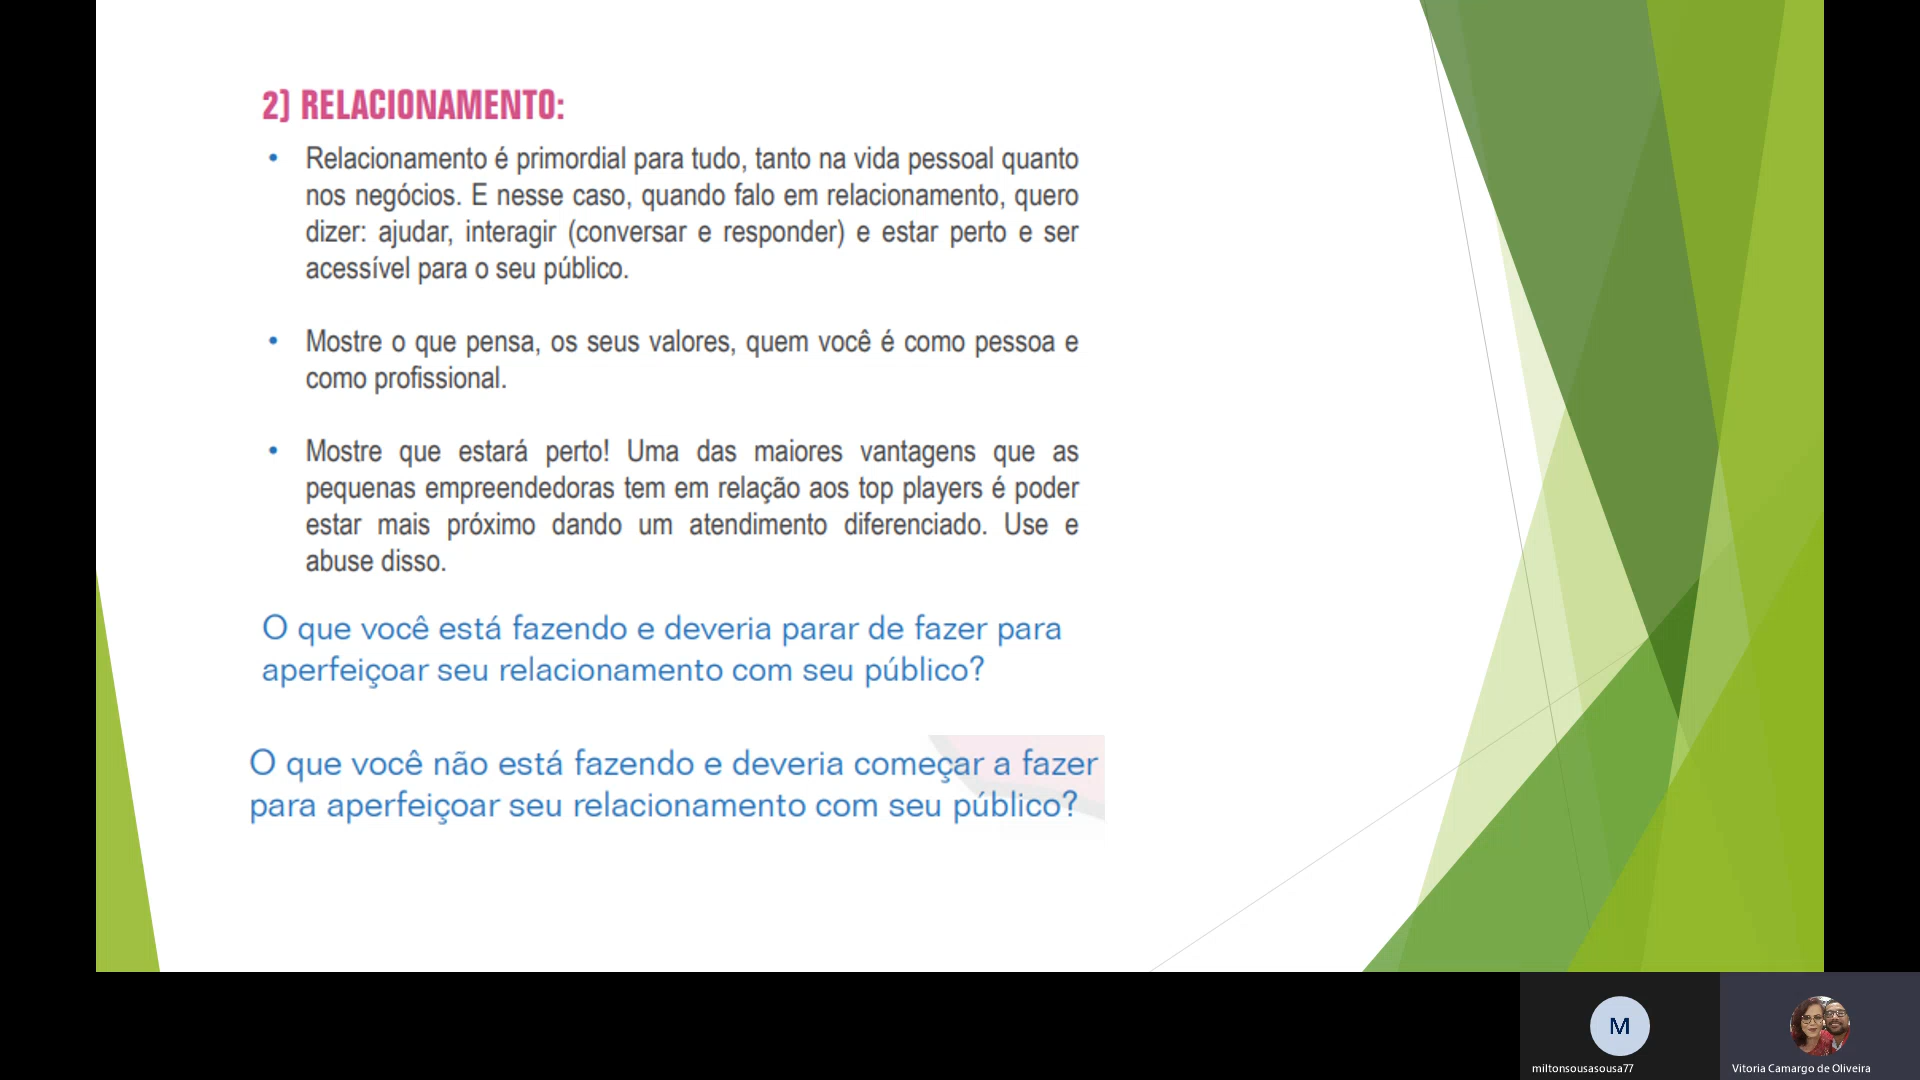 2) RELACIONAMENTO:
• Relacionamento é primordial para tudo, tanto na vida pessoal quanto
nos negócios. E nesse caso, quando falo em relacionamento, quero
dizer: ajudar, interagir (conversar e responder) e estar perto e ser
acessível para o seu público.
• Mostre o que pensa, os seus valores, quem você é como pessoa e
como profissional.
• Mostre que estará perto! Uma das maiores vantagens que as
pequenas empreendedoras tem em relação aos top players é poder
estar mais próximo dando um atendimento diferenciado. Use e
abuse disso.
O que você está fazendo e deveria parar de fazer para
aperfeiçoar seu relacionamento com seu público?
O que você não está fazendo e deveria começar a fazer
para aperfeiçoar seu relacionamento com seu público?
M
miltonsousasousa77
Vitoria Camargo de Oliveira